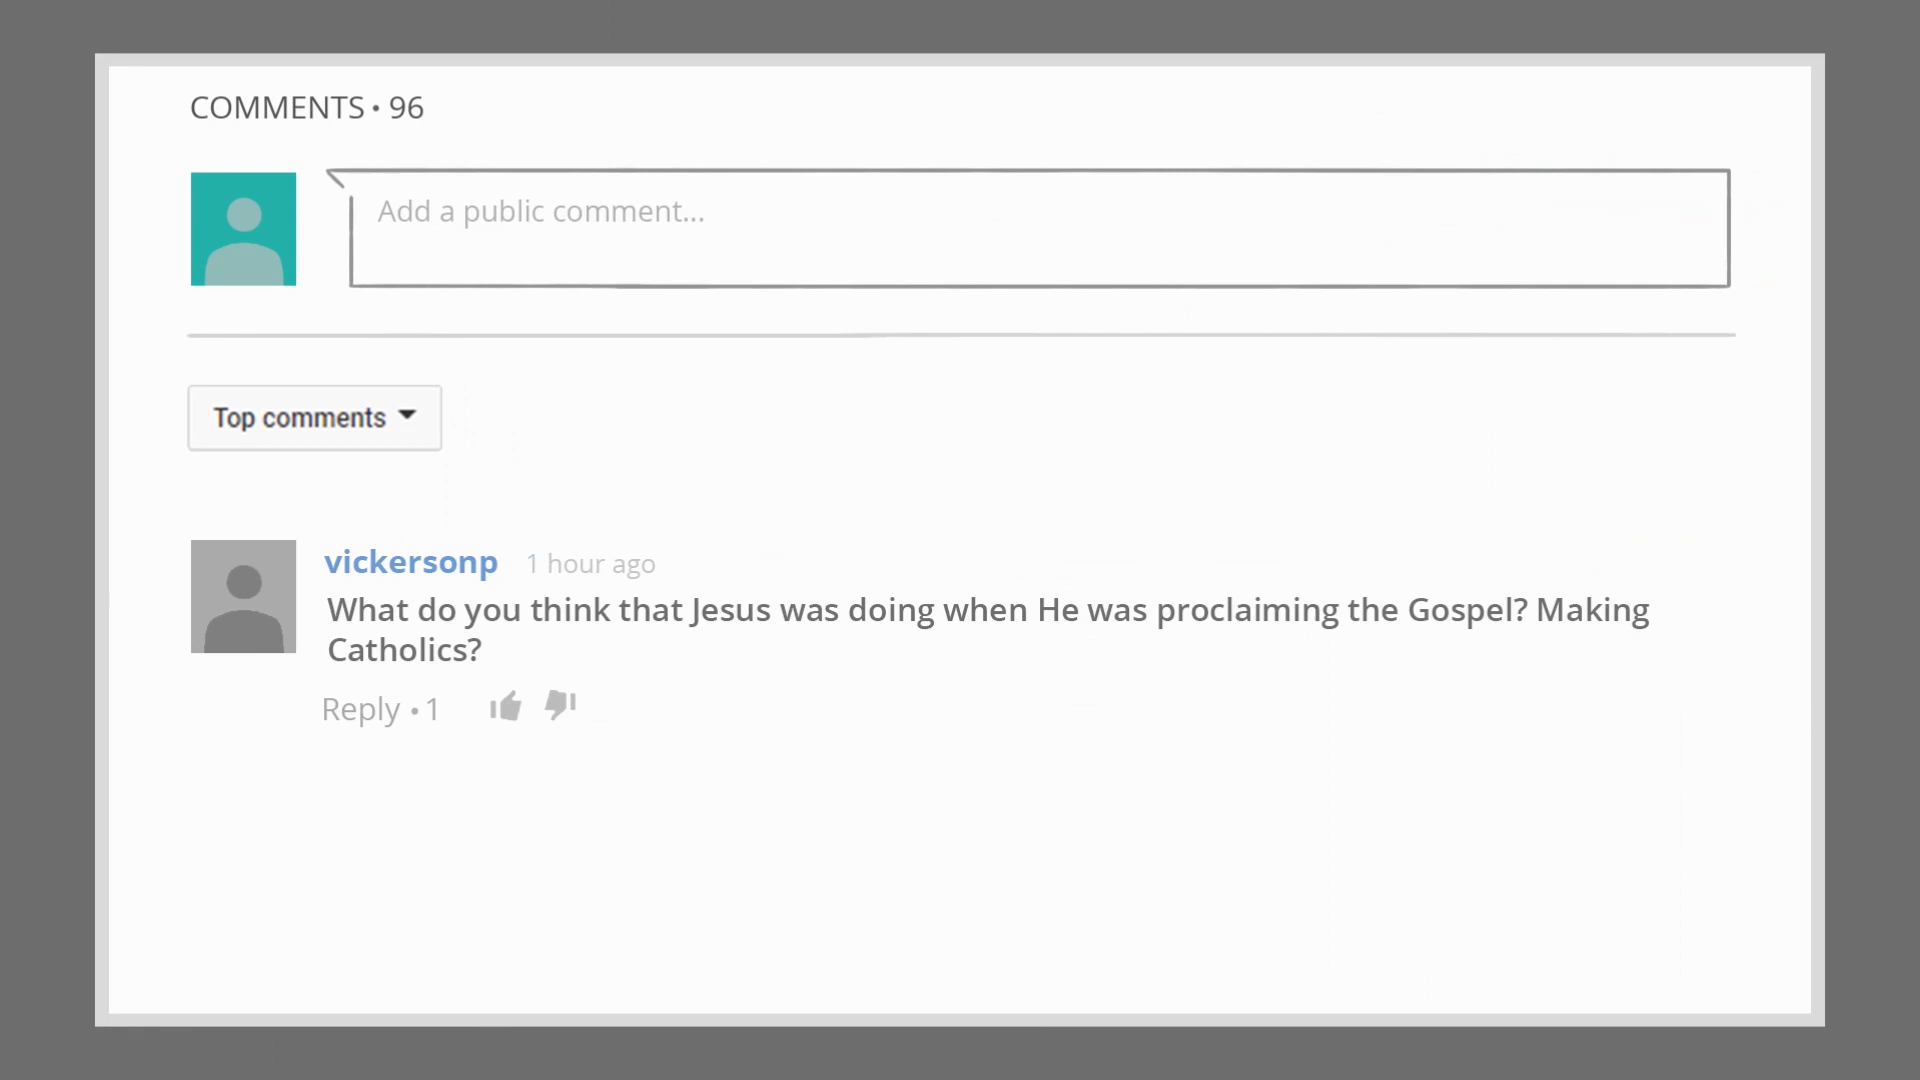 COMMENTS • 96
Add a public comment...
Top comments
vickersonp 1 hour ago
What do you think that Jesus was doing when He was proclaiming the Gospel? Making
Catholics?
Reply • 1